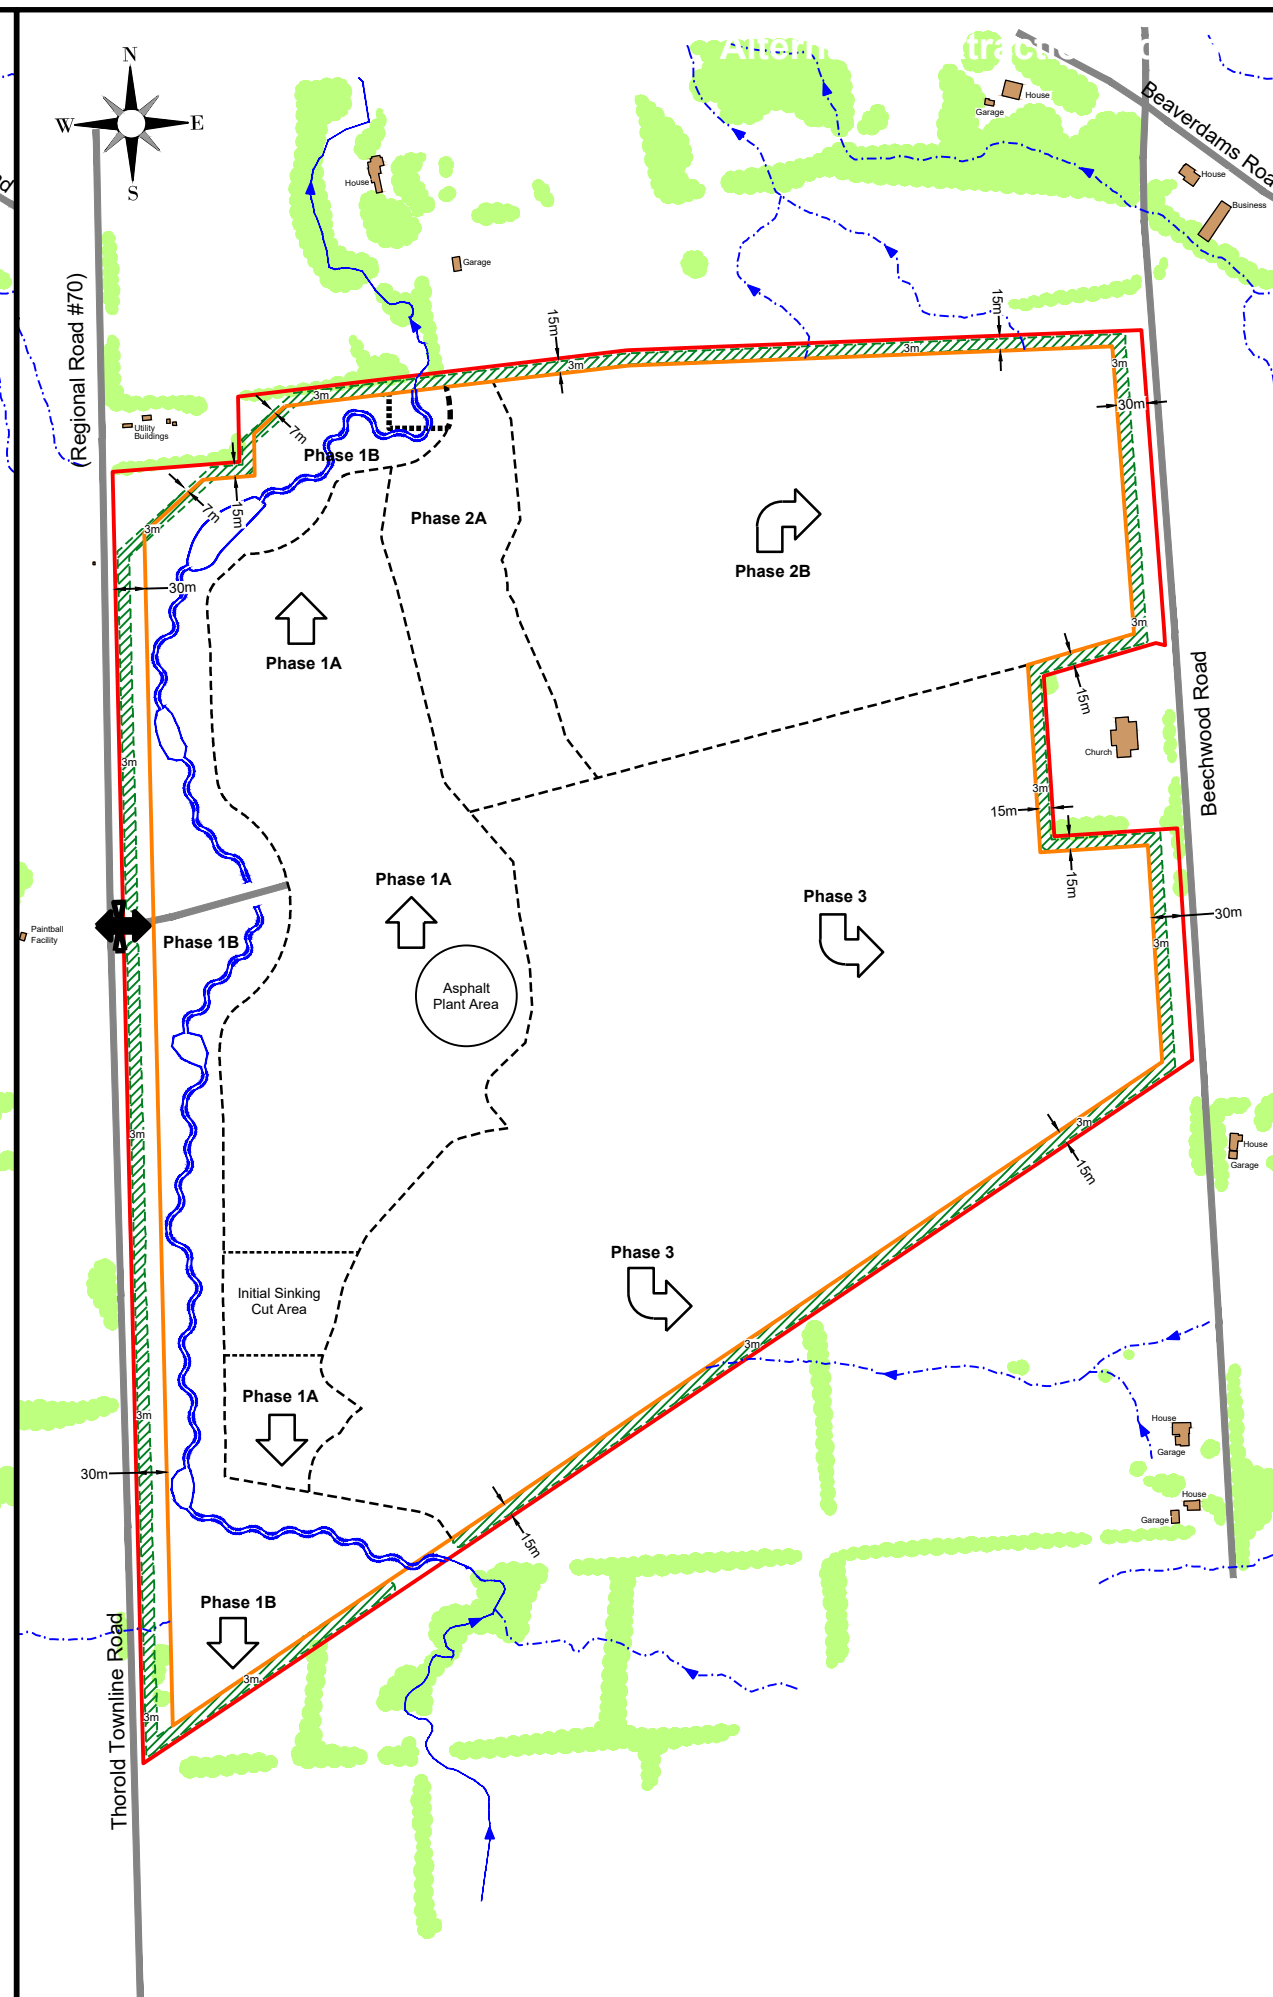 N
W
E
S
House
Garage
Beaverdams Roa
House
Business
House
Garage
(Regional Road #70)
15m
15m
3m
3m
3m
3m
30m
Utility
Buildings
7m
Phase 1B
7m
15m
3m
Phase 2A
Phase 2B
30m
Phase 1A
3m
15m
Church
Beechwood Road
3m
3m
15m
15m
Phase 1A
Phase 3
30m
3m
Paintball
Facility
Phase 1B
Asphalt
Plant Area
3m
3m
15m
House
Garage
Phase 3
Initial Sinking
Cut Area
3m
Phase 1A
3m
House
Garage
30m
House
Garage
15m
Phase 1B
3m
3m
Thorold Townline Road